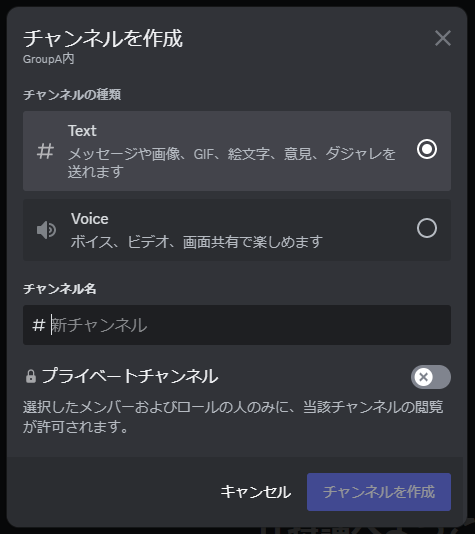 チャンネルを作成
GroupA内
チャンネルの種類
Text
メッセージや画像、GIF、絵文字、意見、ダジャレを
送れます
Voice
ボイス、ビデオ、画面共有で楽しめます
チャンネル名
# 新チャンネル
プライベートチャンネル
選択したメンバーおよびロールの人のみに、当該チャンネルの閲覧
が許可されます。
キャンセル チャンネルを作成